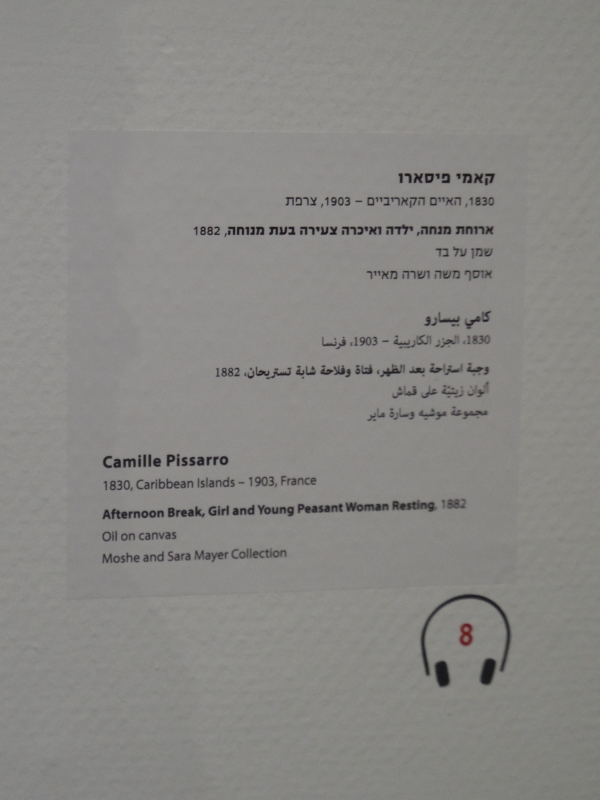 קאמי פיסארו
1830, האיים הקאריביים – 1903, צרפת
ארוחת מנחה, ילדה ואיכרה צעירה בעת מנוחה, 1882
שמן על בד
אוסף משה ושרה מאייר
كامي بيسارو
1830، الجزر الكاريبية – 1903، فرنسا
وجبة استراحة بعد الظهر، فتاة وفلاحة شابة تستريحان، 1882
ألوان زيتيّة على قماش
مجموعة موشيه وسارة ماير
Camille Pissarro
1830, Caribbean Islands – 1903, France
Afternoon Break, Girl and Young Peasant Woman Resting, 1882
Oil on canvas
Moshe and Sara Mayer Collection
8